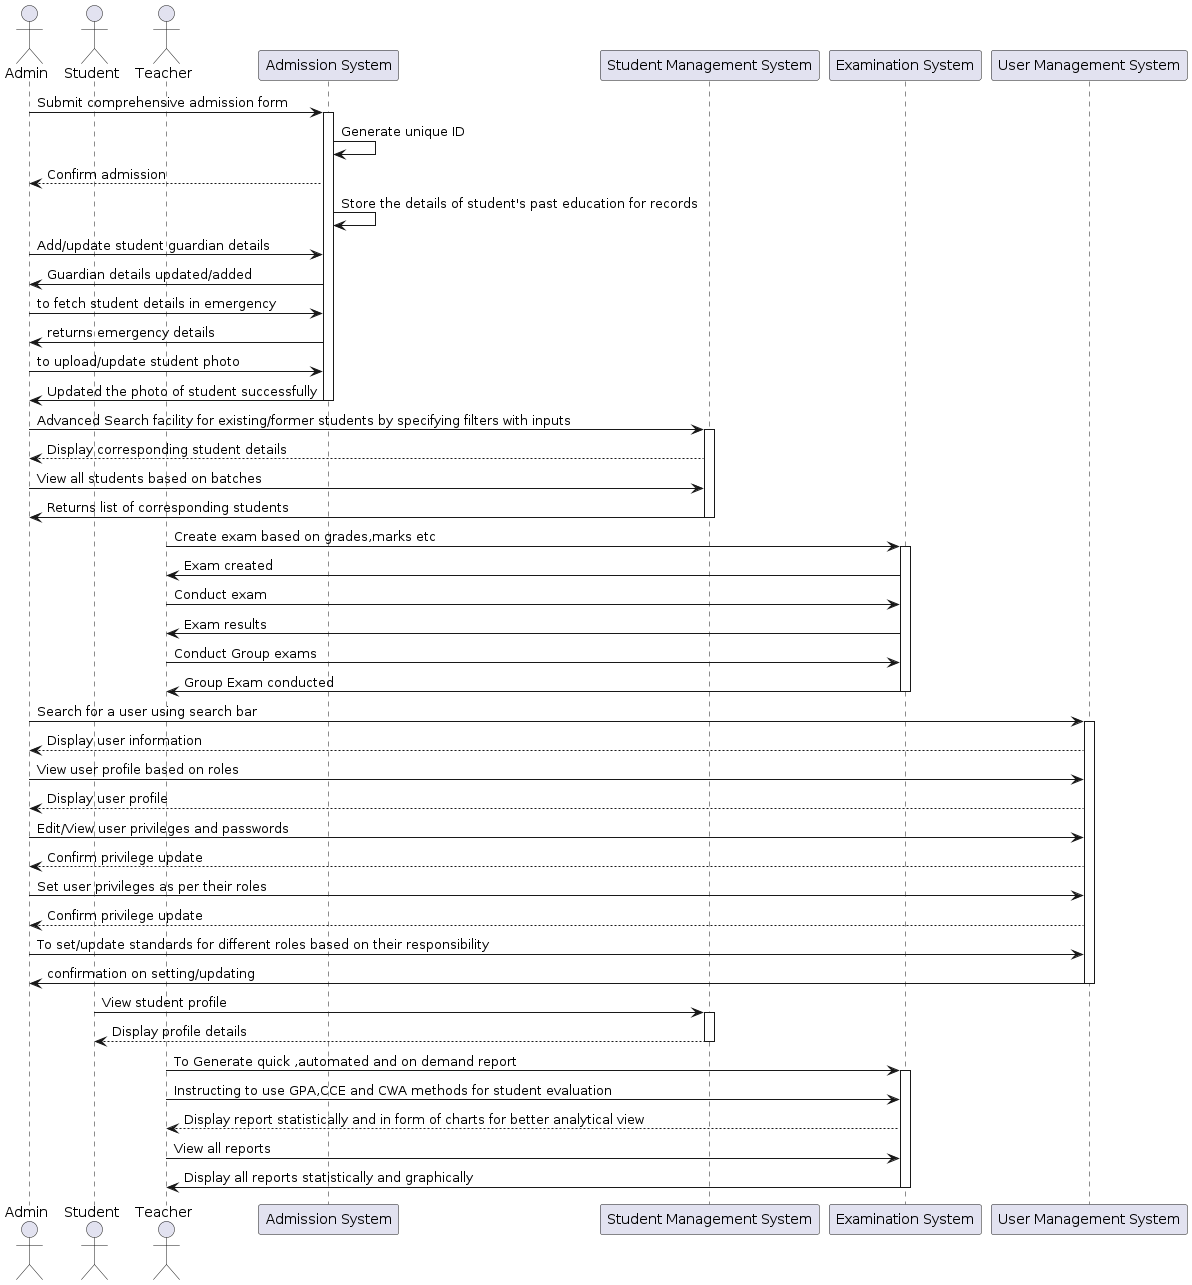 Admin Student Teacher
Admission System Student Management System Examination System User Management System
Submit comprehensive admission form
Generate unique ID
Confirm admission
Store the details of student's past education for records
Add/update student guardian details
Guardian details updated/added
to fetch student details in emergency
returns emergency details
to upload/update student photo
Updated the photo of student successfully
Advanced Search facility for existing/former students by specifying filters with inputs
Display corresponding student details
View all students based on batches
Returns list of corresponding students
Create exam based on grades,marks etc
Exam created
Conduct exam
Exam results
Conduct Group exams
Group Exam conducted
Search for a user using search bar
Display user information
View user profile based on roles
Display user profile
Edit/View user privileges and passwords
Confirm privilege update
Set user privileges as per their roles
Confirm privilege update
To set/update standards for different roles based on their responsibility
confirmation on setting/updating
View student profile
Display profile details
To Generate quick ,automated and on demand report
Instructing to use GPA,CCE and CWA methods for student evaluation
Display report statistically and in form of charts for better analytical view
View all reports
Display all reports statistically and graphically
Admin Student Teacher
Admission System Student Management System Examination System User Management System